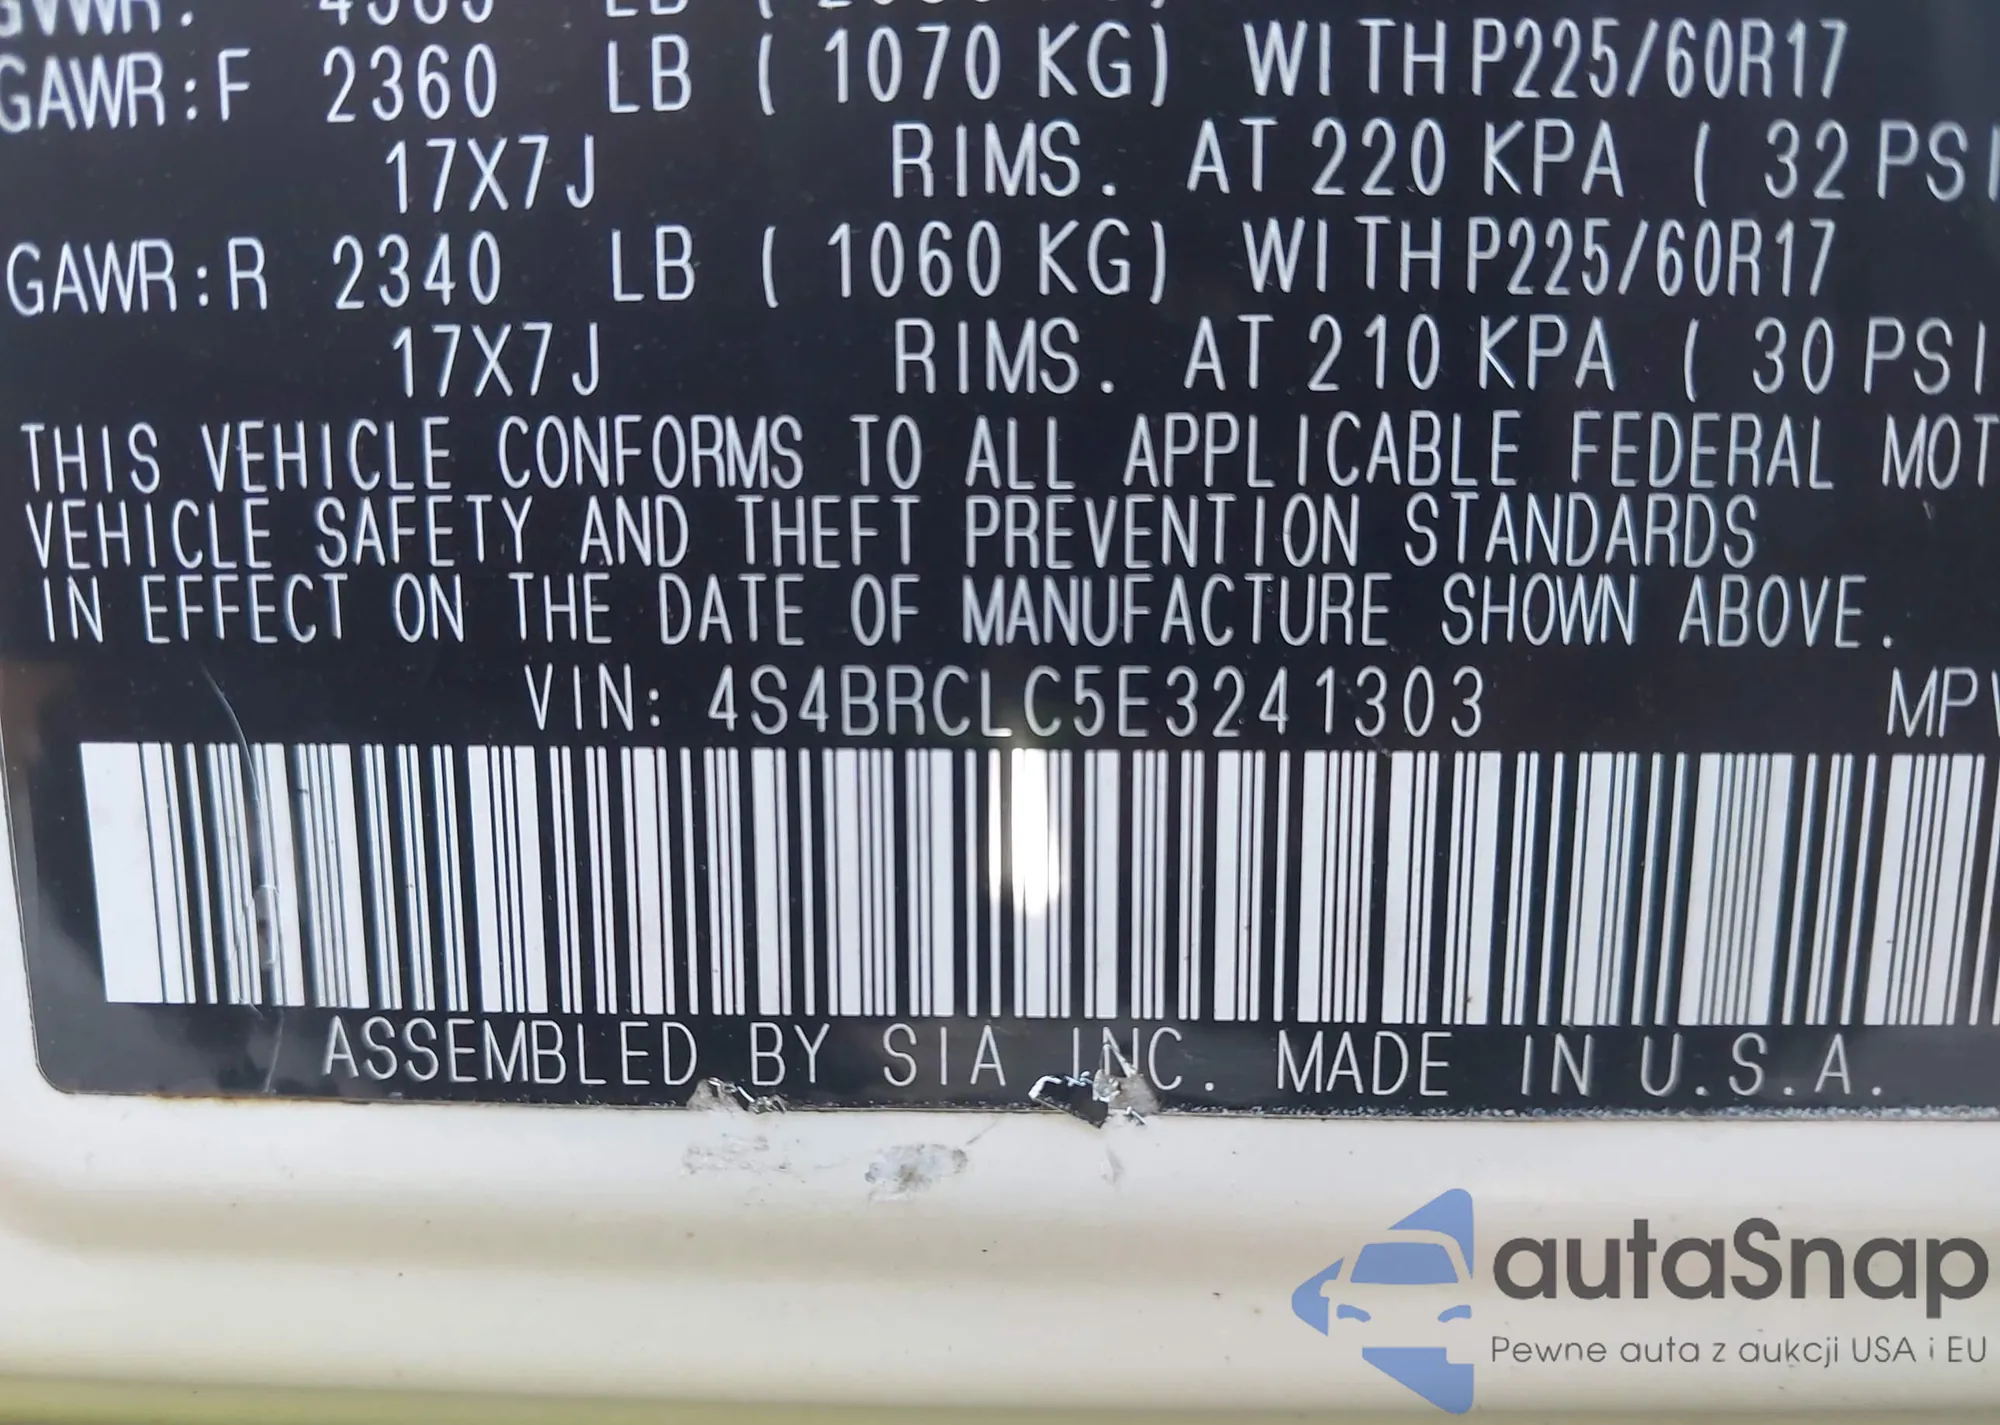 GVWR: 4565 LB (
GAWR:F 2360 LB ( 1070 KG) WITH P225/60R17
17X7J RIMS. AT 220 KPA ( 32 PSI
GAWR:R 2340 LB ( 1060 KG) WITH P225/60R17
17X7J RIMS. AT 210 KPA ( 30 PSI
THIS VEHICLE CONFORMS TO ALL APPLICABLE FEDERAL MOT
VEHICLE SAFETY AND THEFT PREVENTION STANDARDS
IN EFFECT ON THE DATE OF MANUFACTURE SHOWN ABOVE.
VIN: 4S4BRCLC5E3241303 MPV
ASSEMBLED BY SIA INC. MADE IN U.S.A.
autaSnap
Pewne auta z aukcji USA i EU